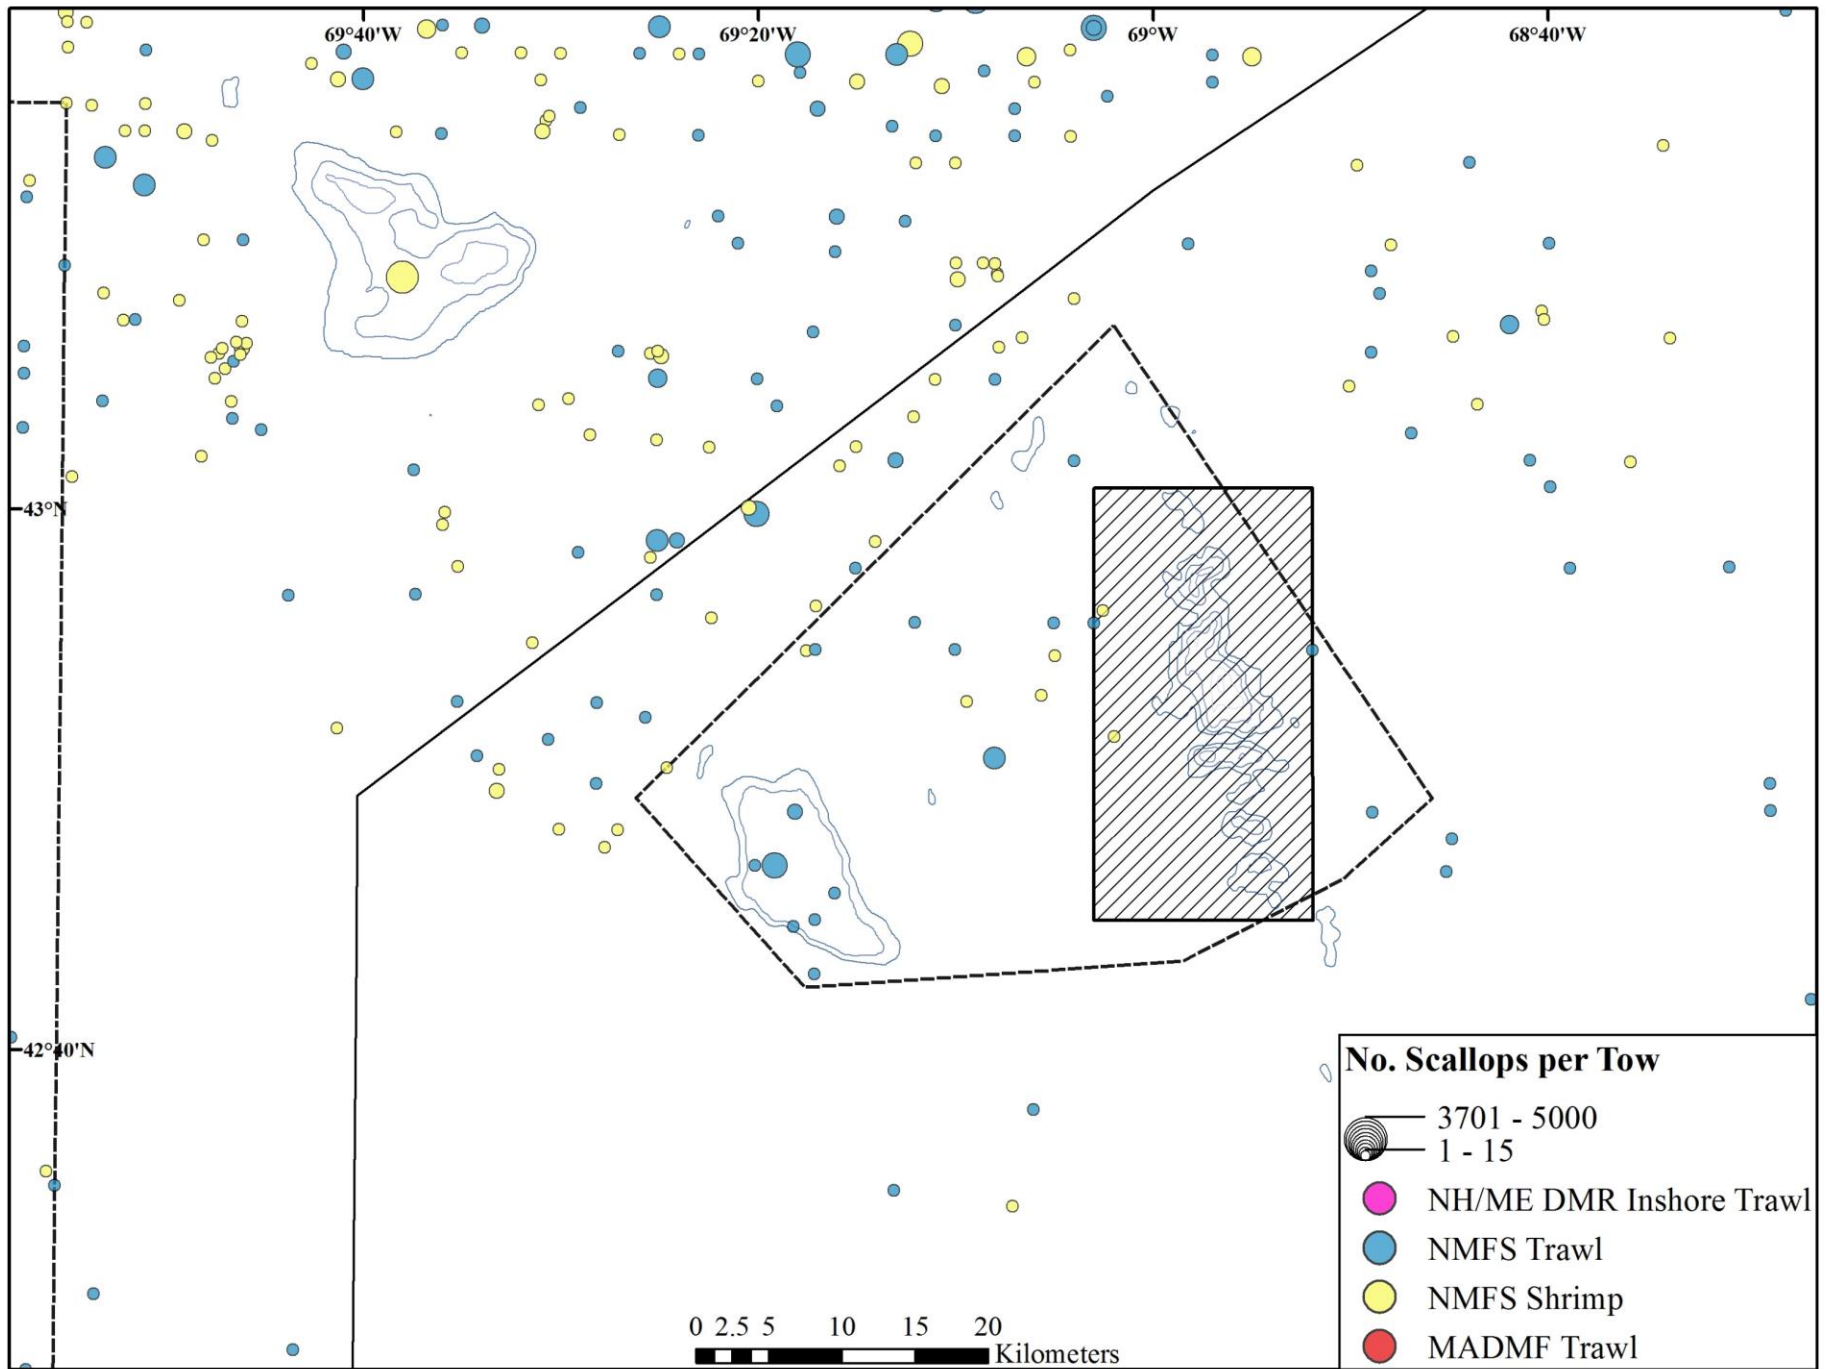 69°40'W 69°20'W 69°W 68°40'W
43°N
42°40'N
No. Scallops per Tow
3701 - 5000
1 - 15
NH/ME DMR Inshore Trawl
NMFS Trawl
NMFS Shrimp
MADMF Trawl
0 2.5 5 10 15 20
Kilometers